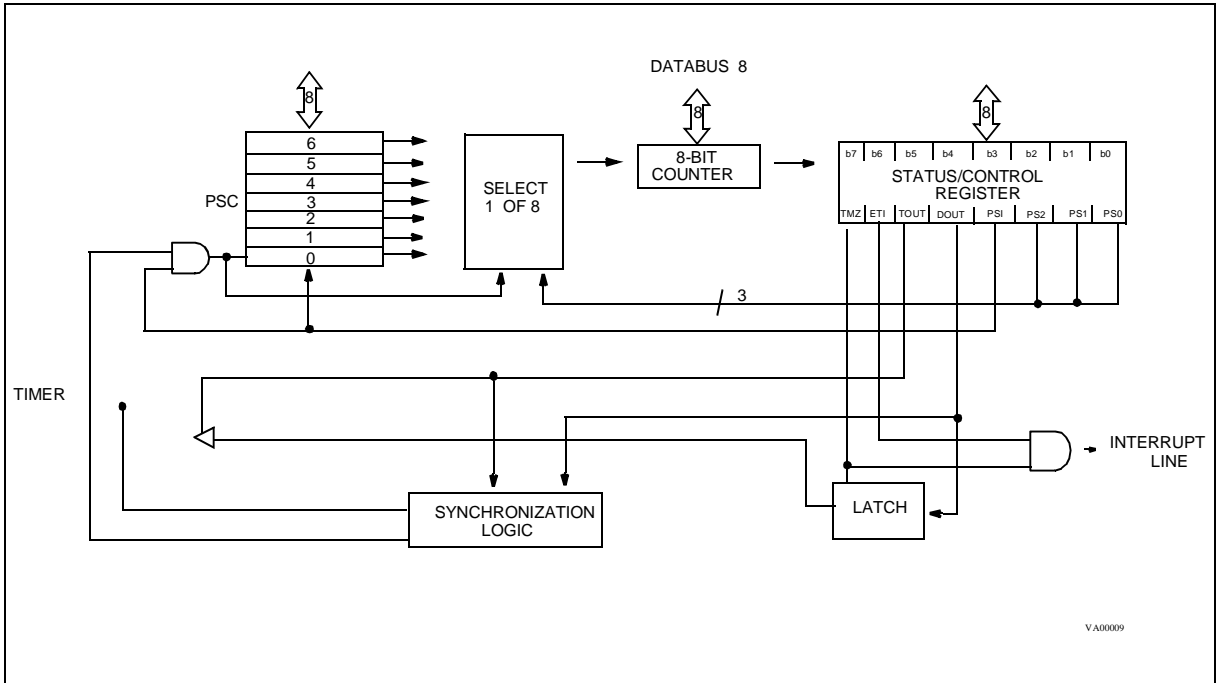 DATABUS 8
8
8
8
6
5
4
3
2
1
0
PSC
SELECT
1 OF 8
8-BIT
COUNTER
b7 b6 b5 b4 b3 b2 b1 b0
STATUS/CONTROL
REGISTER
TMZ ETI TOUT DOUT PSI PS2 PS1 PS0
3
TIMER
SYNCHRONIZATION
LOGIC
LATCH
INTERRUPT
LINE
VA00009